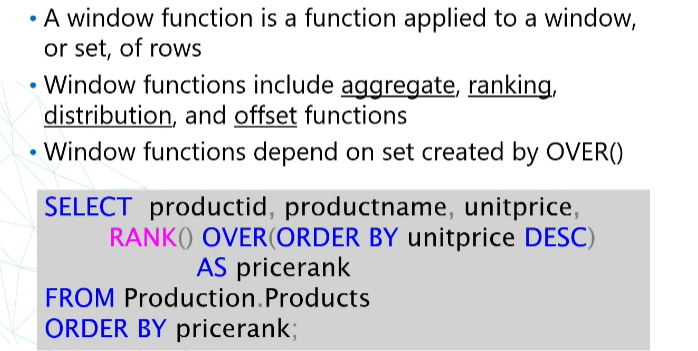 • A window function is a function applied to a window,
or set, of rows
• Window functions include aggregate, ranking,
distribution, and offset functions
• Window functions depend on set created by OVER()
SELECT productid, productname, unitprice,
RANK() OVER(ORDER BY unitprice DESC)
AS pricerank
FROM Production.Products
ORDER BY pricerank;